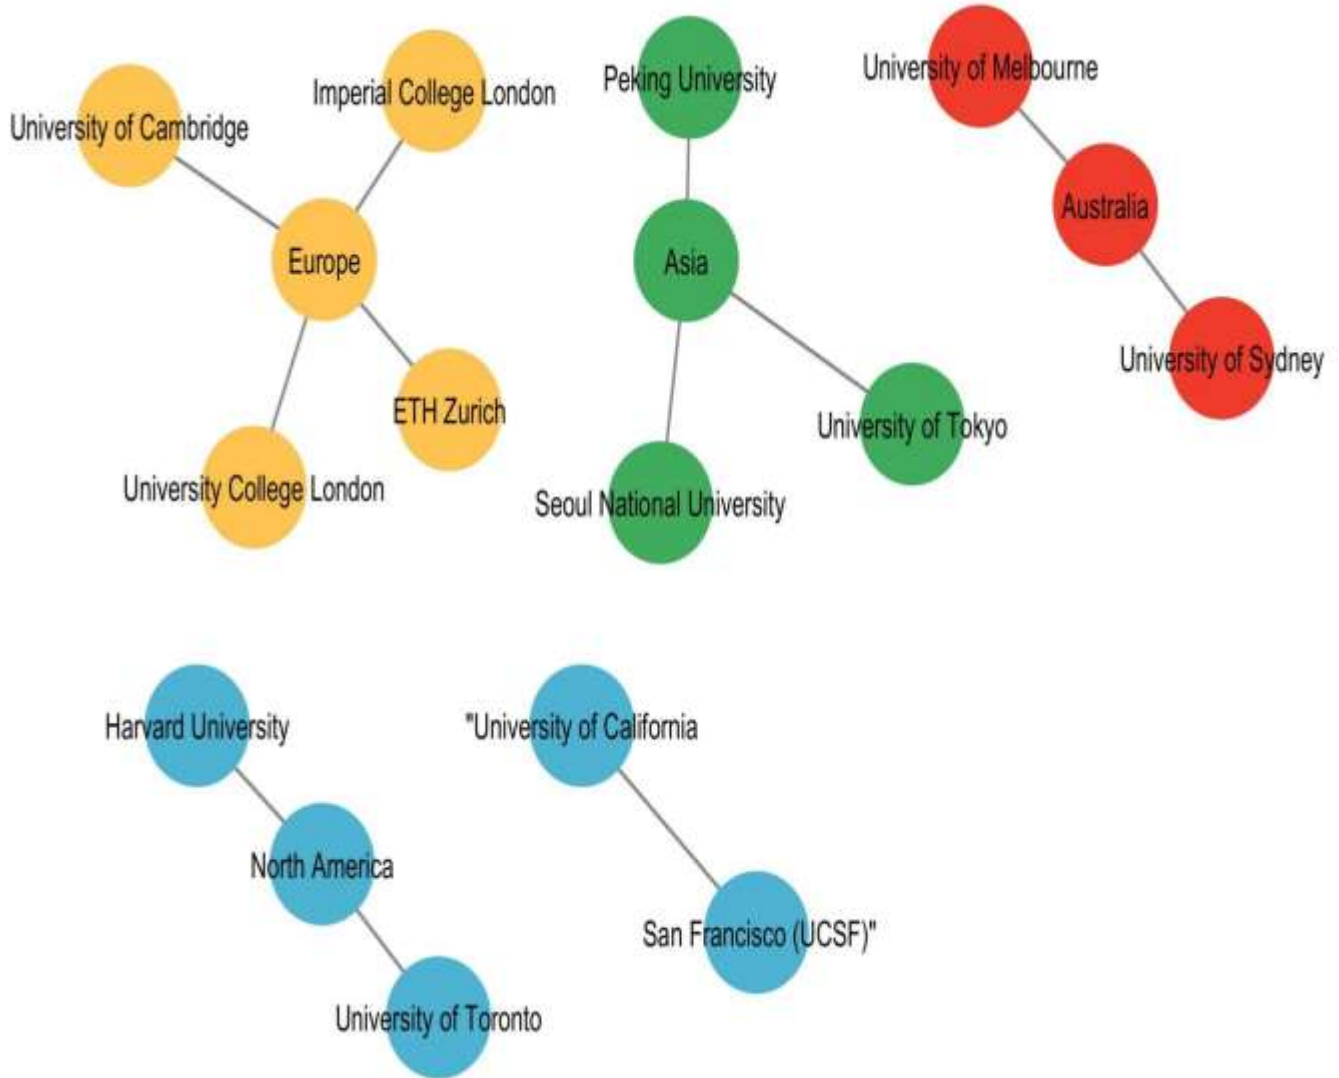 Imperial College London
University of Cambridge
Europe
ETH Zurich
University College London
Peking University
Asia
University of Tokyo
Seoul National University
University of Melbourne
Australia
University of Sydney
Harvard University
North America
University of Toronto
"University of California
San Francisco (UCSF)"